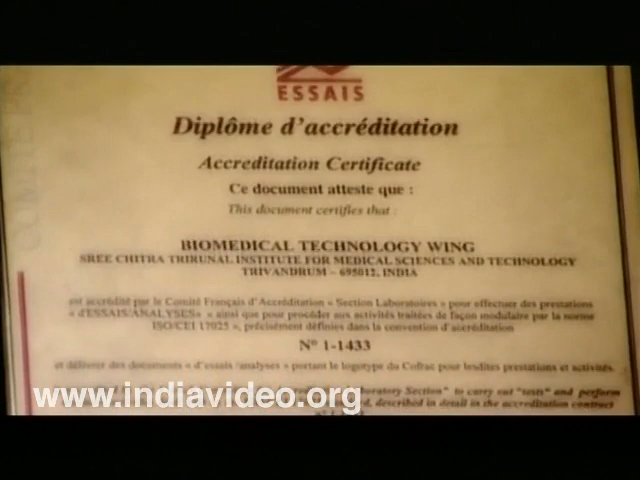 ESSAIS
Diplôme d'accréditation
Accreditation Certificate
Ce document atteste que :
This document certifies that :
BIOMEDICAL TECHNOLOGY WING
SREE CHITRA TIRUNAL INSTITUTE FOR MEDICAL SCIENCES AND TECHNOLOGY
TRIVANDRUM – 695012, INDIA
est accrédité par le Comité Français d'Accréditation « Section Laboratoires » pour effectuer des prestations
« d'ESSAIS/ANALYSES» » ainsi que pour procéder aux activités traitées de façon modulaire par la norme
ISO/CEI 17025 », précisément définies dans la convention d'accréditation
N° 1-1433
et délivrer des documents « d'essais /analyses » portant le logotype du Cofrac pour lesdites prestations et activités.
Section" to carry out "tests" and perform
described in detail in the accreditation contract
www.indiavideo.org